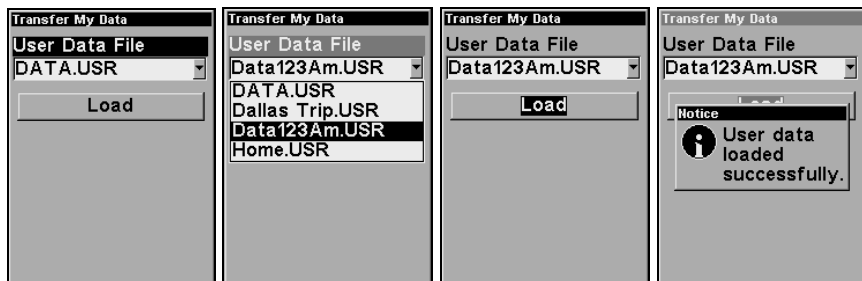 Transfer My Data
User Data File
DATA.USR
Load
Transfer My Data
User Data File
Data123Am.USR
DATA.USR
Dallas Trip.USR
Data123Am.USR
Home.USR
Transfer My Data
User Data File
Data123Am.USR
Load
Transfer My Data
User Data File
Data123Am.USR
Load
Notice
User data
loaded
successfully.